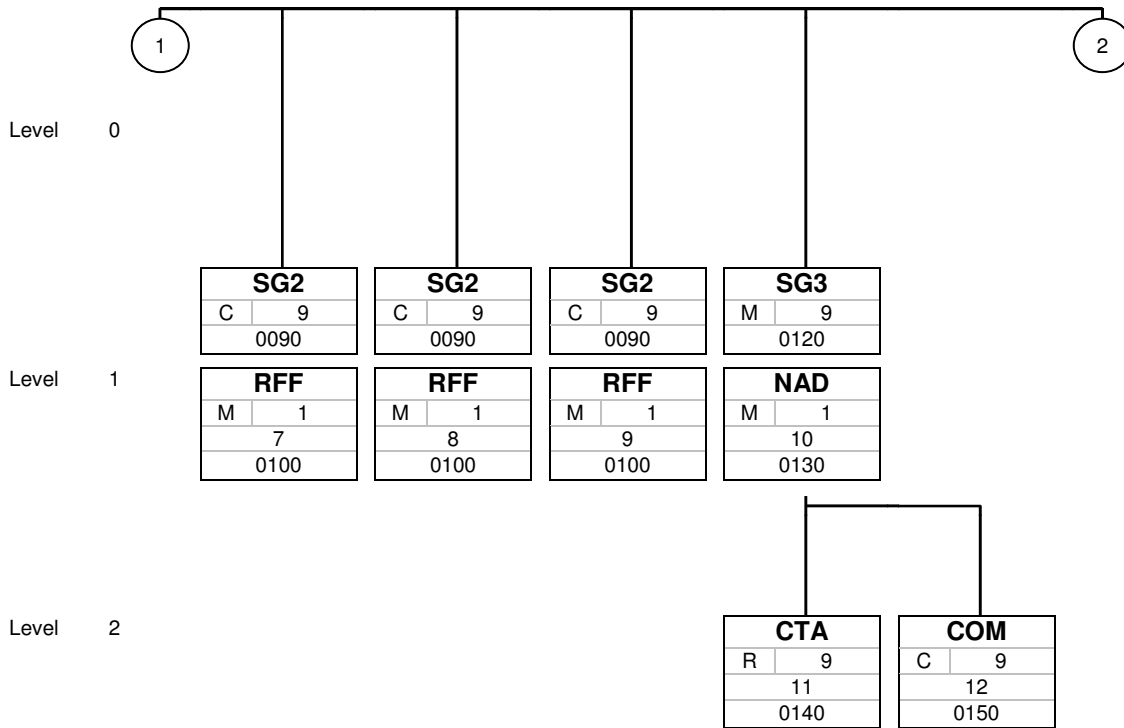 1 2
Level 0
SG2 SG2 SG2 SG3
C 9 C 9 C 9 M 9
0090 0090 0090 0120
Level 1
RFF RFF RFF NAD
M 1 M 1 M 1 M 1
7 8 9 10
0100 0100 0100 0130
Level 2
CTA COM
R 9 C 9
11 12
0140 0150